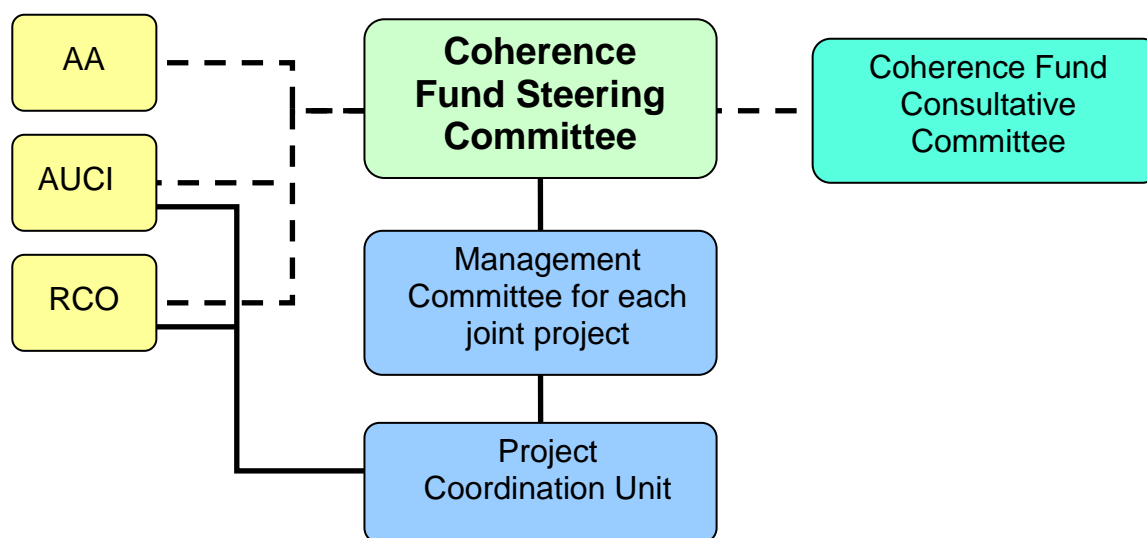 AA
AUCI
RCO
Coherence
Fund Steering
Committee
Coherence Fund
Consultative
Committee
Management
Committee for each
joint project
Project
Coordination Unit